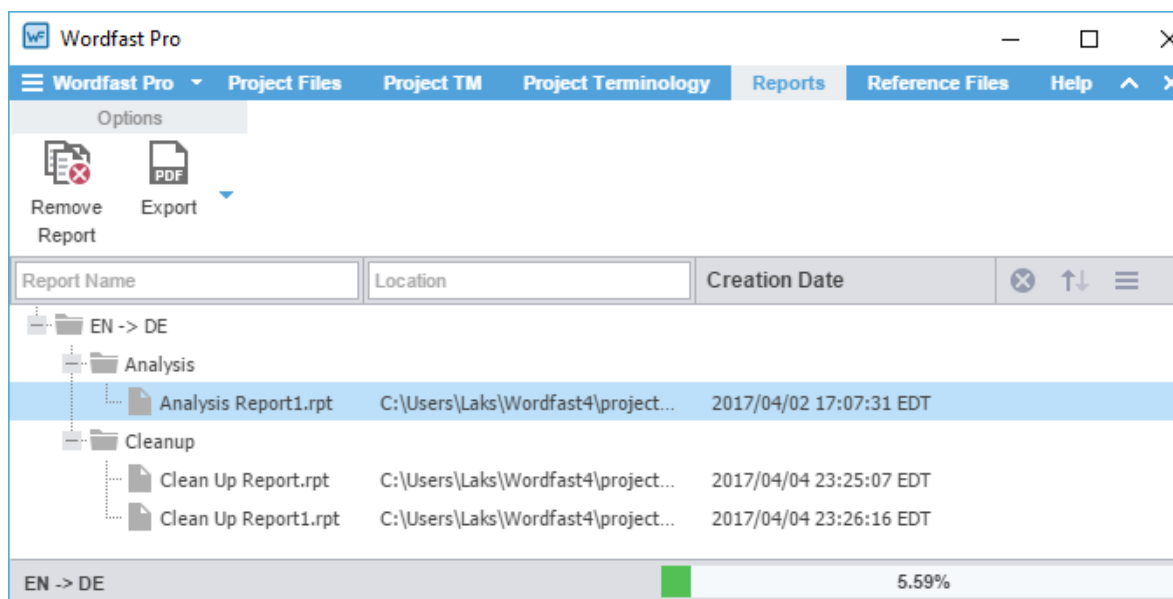 WF Wordfast Pro
Wordfast Pro Project Files Project TM Project Terminology Reports Reference Files Help
Options
PDF
Remove Report
Export
Report Name Location Creation Date
EN -> DE
Analysis
Analysis Report1.rpt C:\Users\Laks\Wordfast4\project... 2017/04/02 17:07:31 EDT
Cleanup
Clean Up Report.rpt C:\Users\Laks\Wordfast4\project... 2017/04/04 23:25:07 EDT
Clean Up Report1.rpt C:\Users\Laks\Wordfast4\project... 2017/04/04 23:26:16 EDT
EN -> DE 5.59%